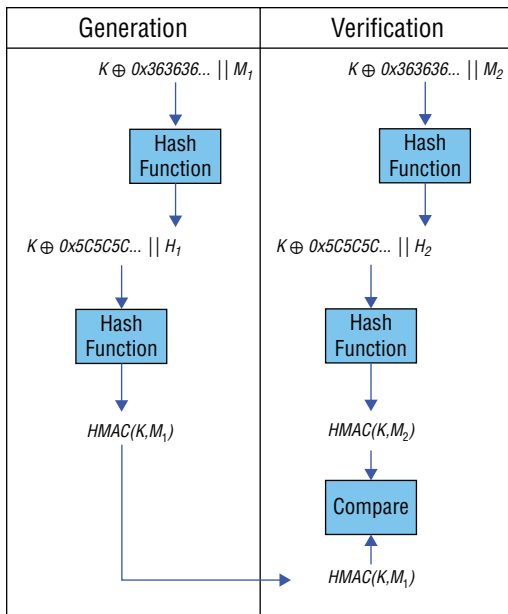 Generation
K ⊕ 0x363636... || M₁
Hash
Function
K ⊕ 0x5C5C5C... || H₁
Hash
Function
HMAC(K,M₁)
Verification
K ⊕ 0x363636... || M₂
Hash
Function
K ⊕ 0x5C5C5C... || H₂
Hash
Function
HMAC(K,M₂)
Compare
HMAC(K,M₁)